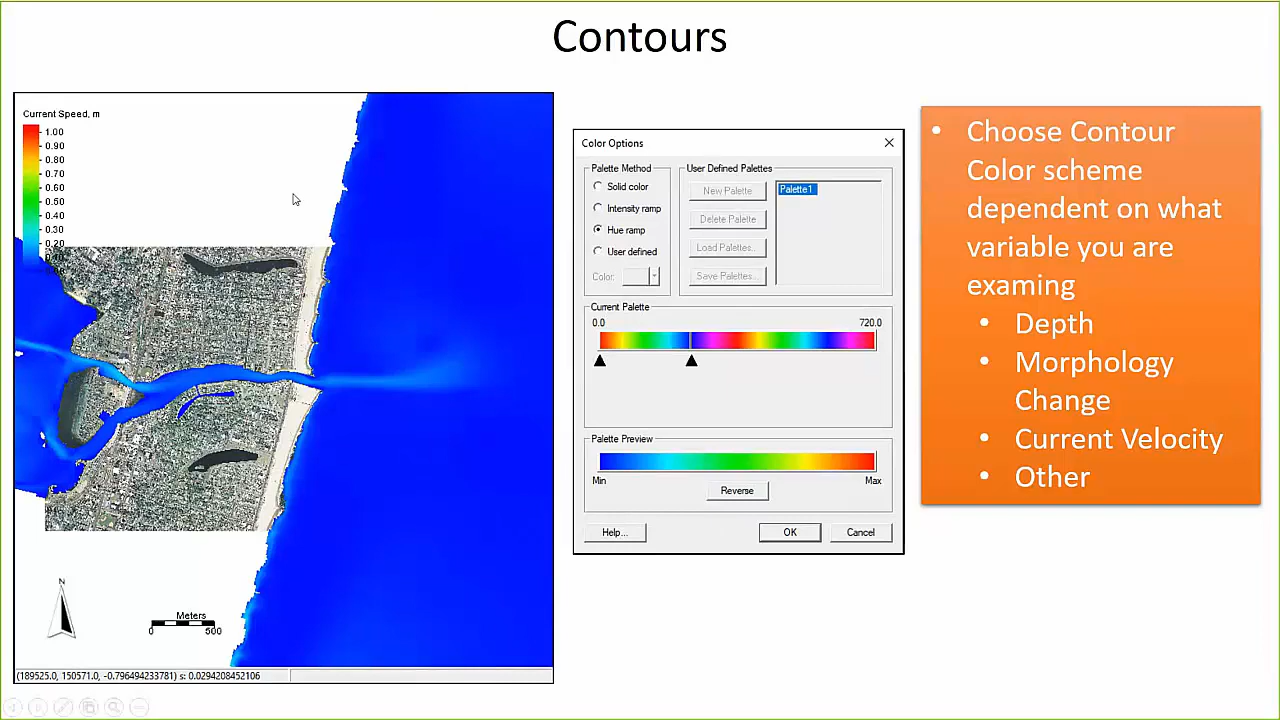 Contours
Current Speed, m
1.00
0.90
0.80
0.70
0.60
0.50
0.40
0.30
0.20
N
Meters
0 500
(189525.0, 150571.0, -0.796494233781) s: 0.0294208452106
Color Options
Palette Method
Solid color
Intensity ramp
Hue ramp
User defined
Color:
User Defined Palettes
New Palette
Delete Palette
Load Palettes..
Save Palettes...
Palette1
Current Palette
0.0 720.0
Palette Preview
Min Max
Reverse
Help... OK Cancel
• Choose Contour
Color scheme
dependent on what
variable you are
examing
• Depth
• Morphology
Change
• Current Velocity
• Other